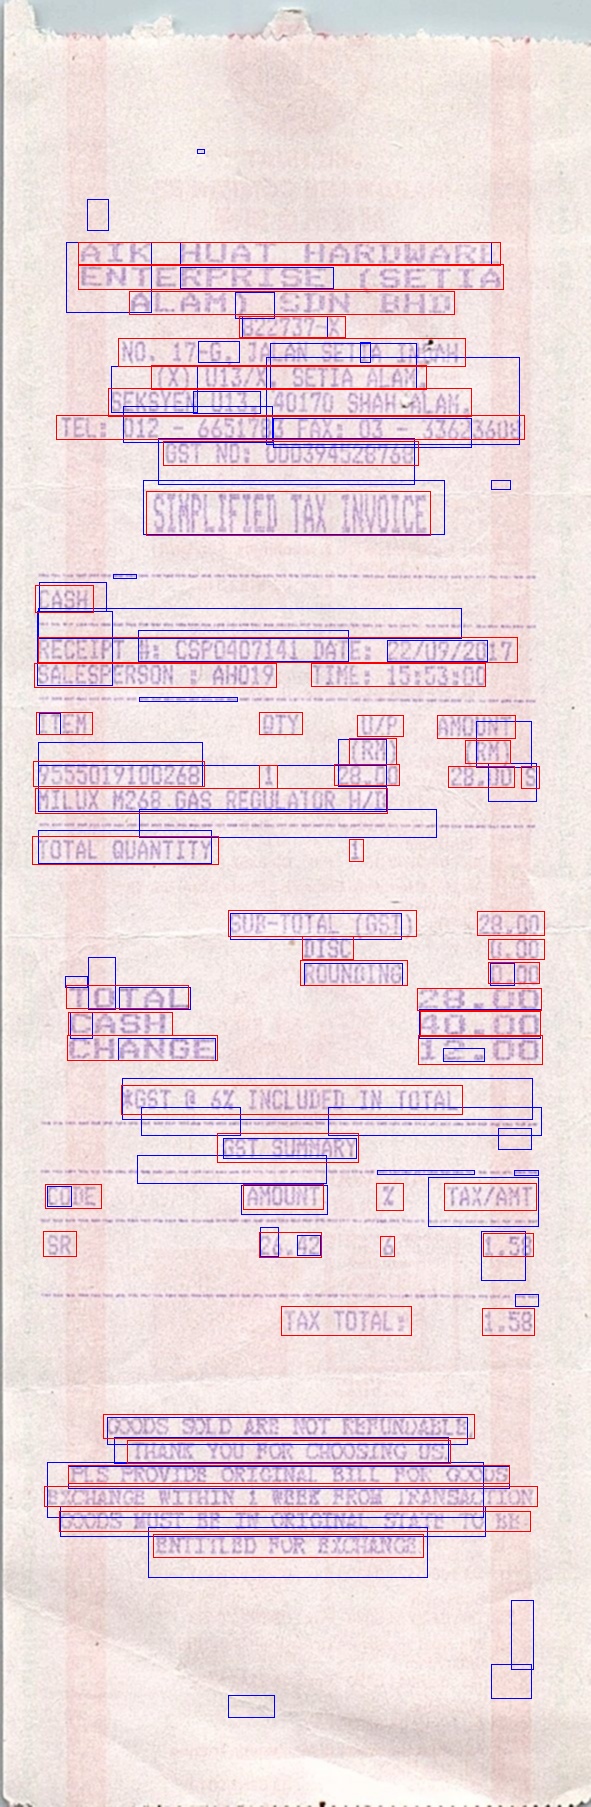 AIK HUAT HARDWARE
ENTERPRISE (SETIA
ALAM) SDN BHD
822737-X
NO. 17-G, JALAN SETIA INDAH
(X) U13/X, SETIA ALAM,
SEKSYEN U13, 40170 SHAH ALAM,
TEL: 012 - 6651783 FAX: 03 - 33623608
GST NO: 000394528768
SIMPLIFIED TAX INVOICE
CASH
RECEIPT #: CSP0407141 DATE: 22/09/2017
SALESPERSON : AH019 TIME: 15:53:00
ITEM QTY U/P AMOUNT
(RM) (RM)
9555019100268 1 28.00 28.00 S
MILUX M268 GAS REGULATOR H/D
TOTAL QUANTITY 1
SUB-TOTAL (GST) 28.00
DISC 0.00
ROUNDING 0.00
TOTAL 28.00
CASH 40.00
CHANGE 12.00
*GST @ 6% INCLUDED IN TOTAL
GST SUMMARY
CODE AMOUNT % TAX/AMT
SR 26.42 6 1.58
TAX TOTAL: 1.58
GOODS SOLD ARE NOT REFUNDABLE,
THANK YOU FOR CHOOSING US.
PLS PROVIDE ORIGINAL BILL FOR GOODS
EXCHANGE WITHIN 1 WEEK FROM TRANSACTION
GOODS MUST BE IN ORIGINAL STATE TO BE
ENTITLED FOR EXCHANGE